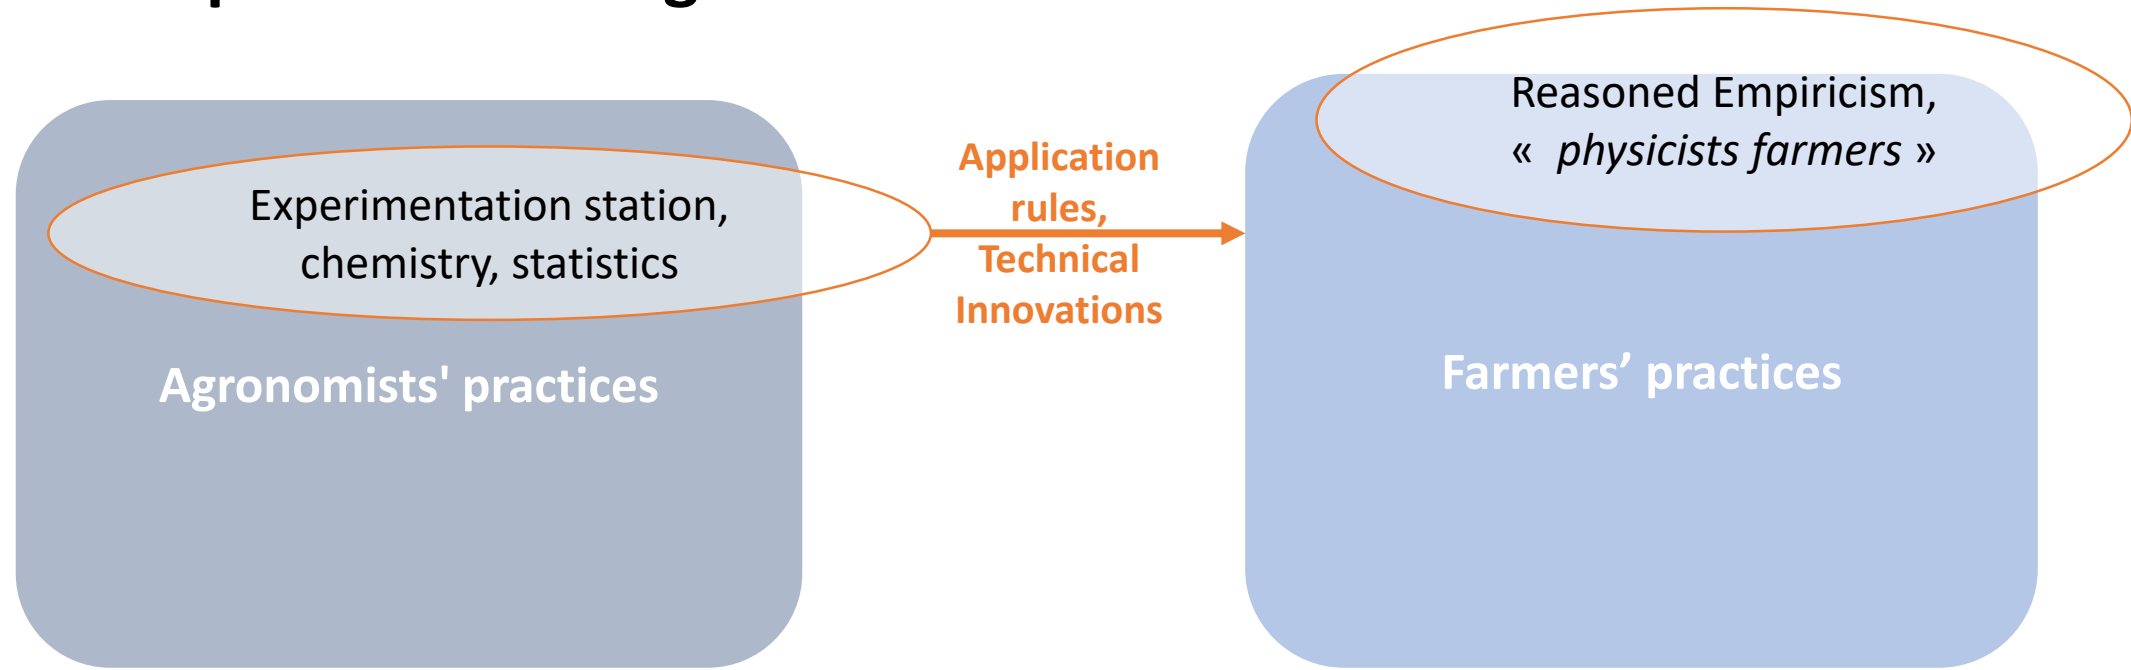 Experimentation station,
chemistry, statistics
Agronomists' practices
Application
rules,
Technical
Innovations
Reasoned Empiricism,
«  physicists farmers »
Farmers’ practices